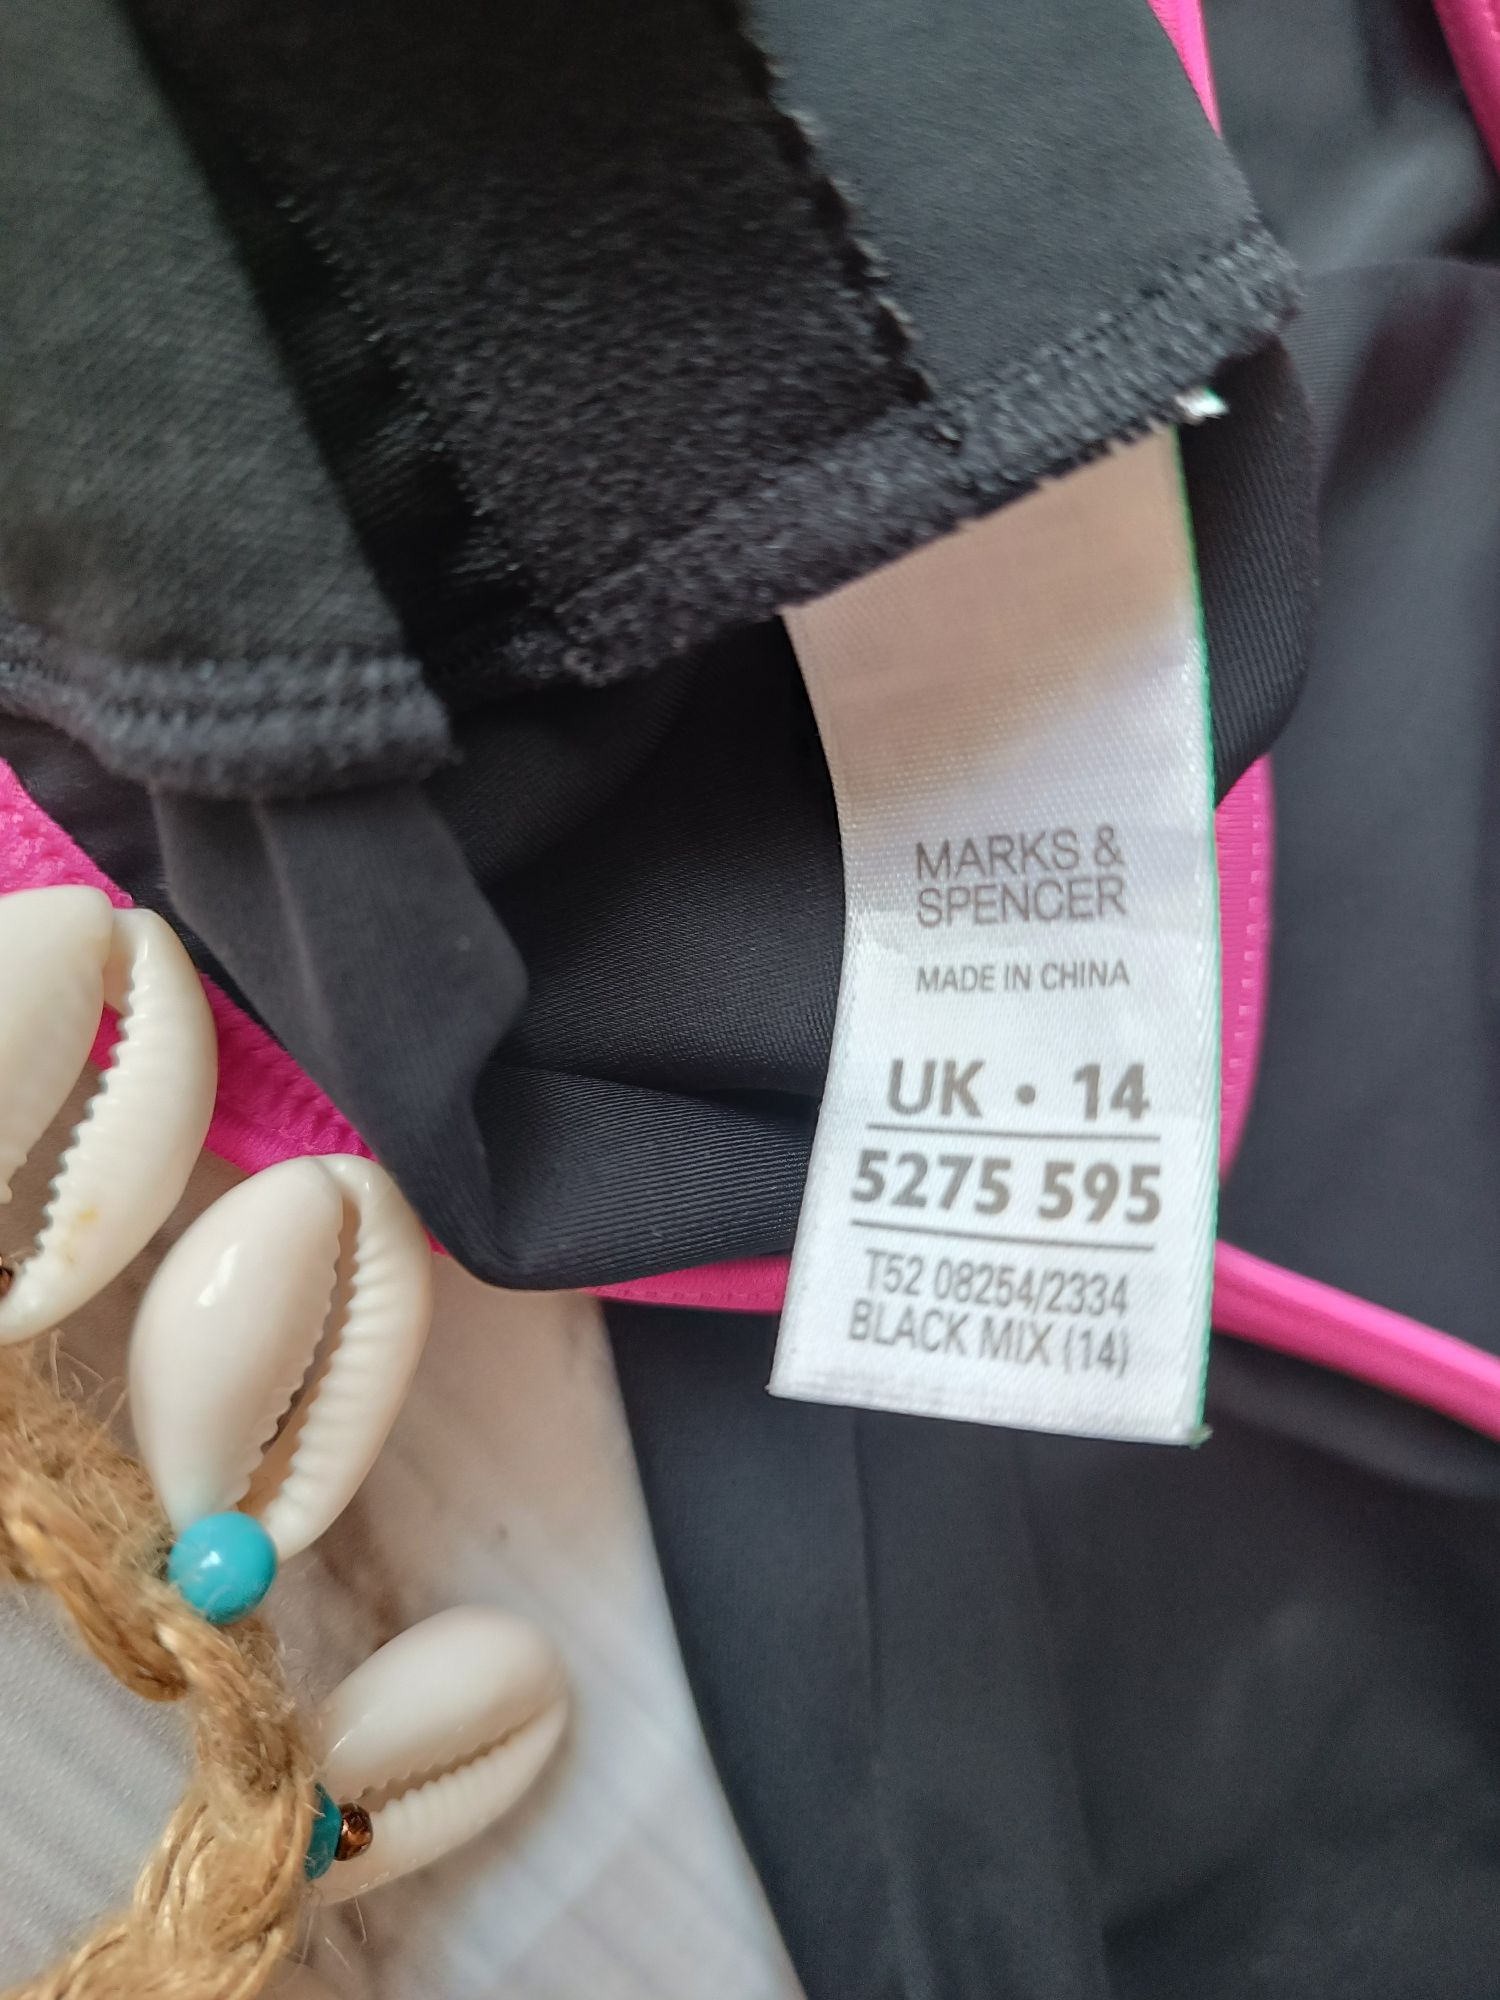 MARKS &
SPENCER
MADE IN CHINA
UK • 14
5275 595
T52 08254/2334
BLACK MIX (14)